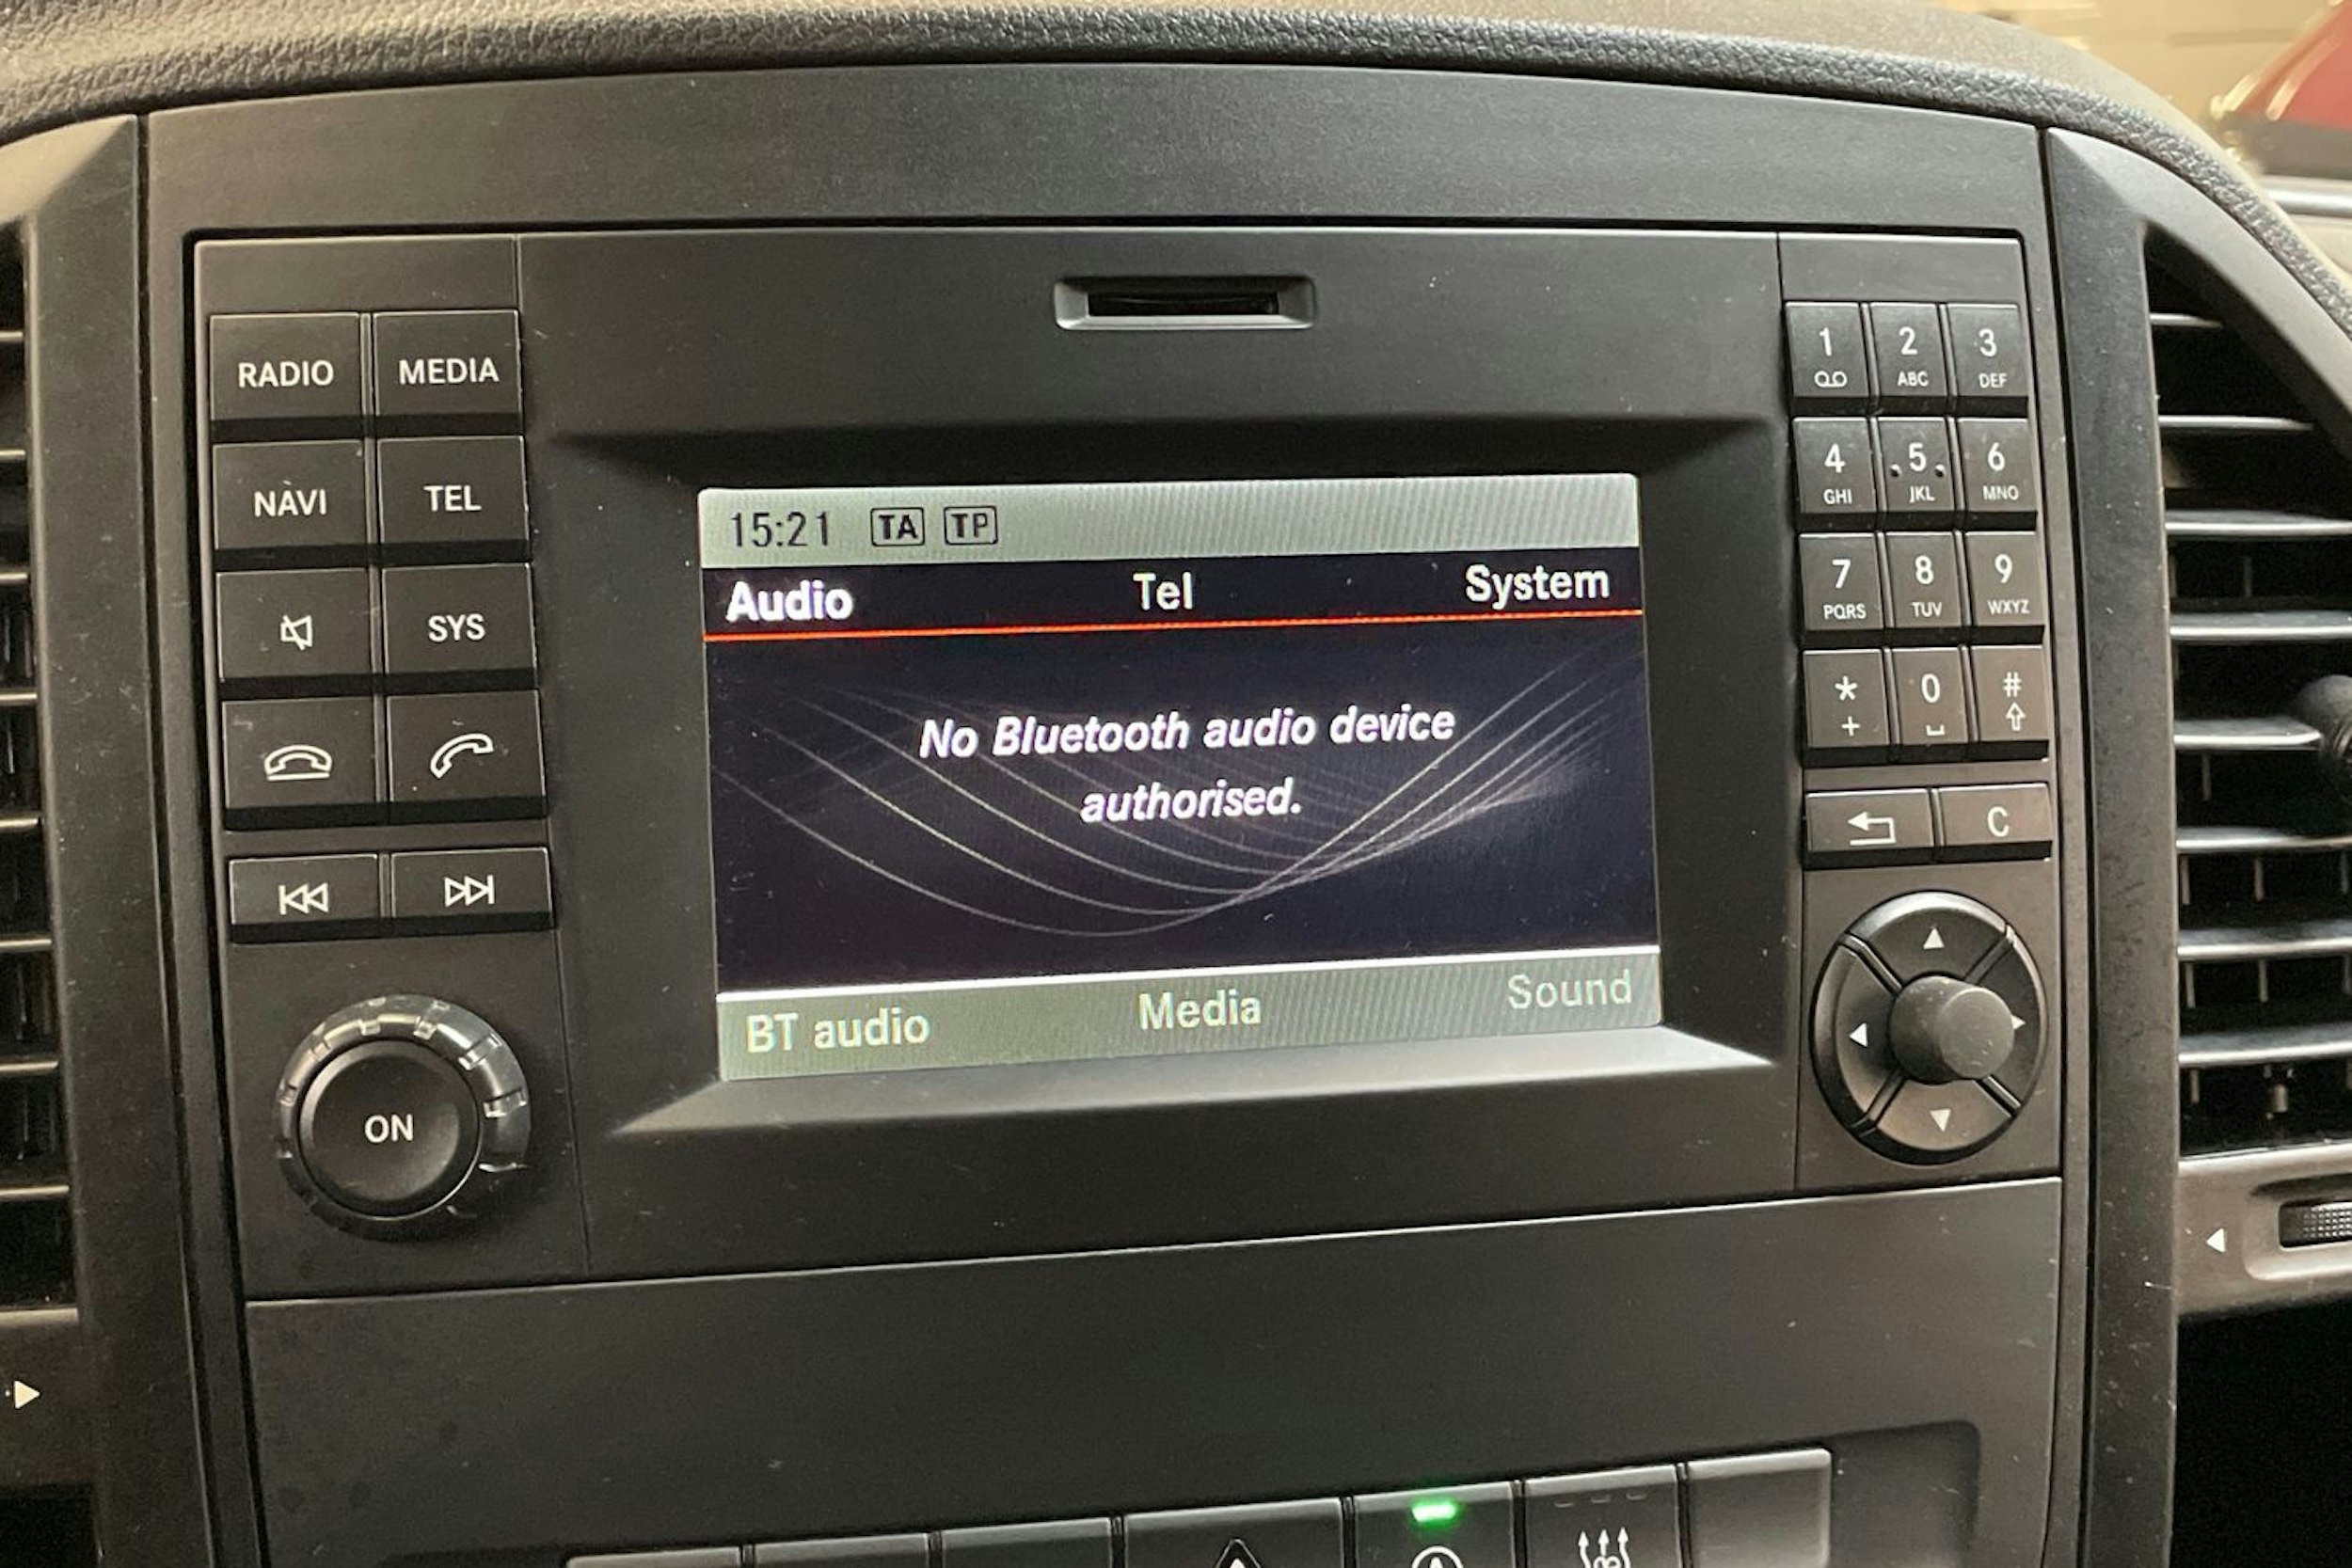 RADIO MEDIA
NAVI TEL
SYS
ON
15:21 TA TP
Audio Tel System
No Bluetooth audio device
authorised.
BT audio Media Sound
1 2 3
ABC DEF
4 5 6
GHI JKL MNO
7 8 9
PQRS TUV WXYZ
* 0 #
+
C